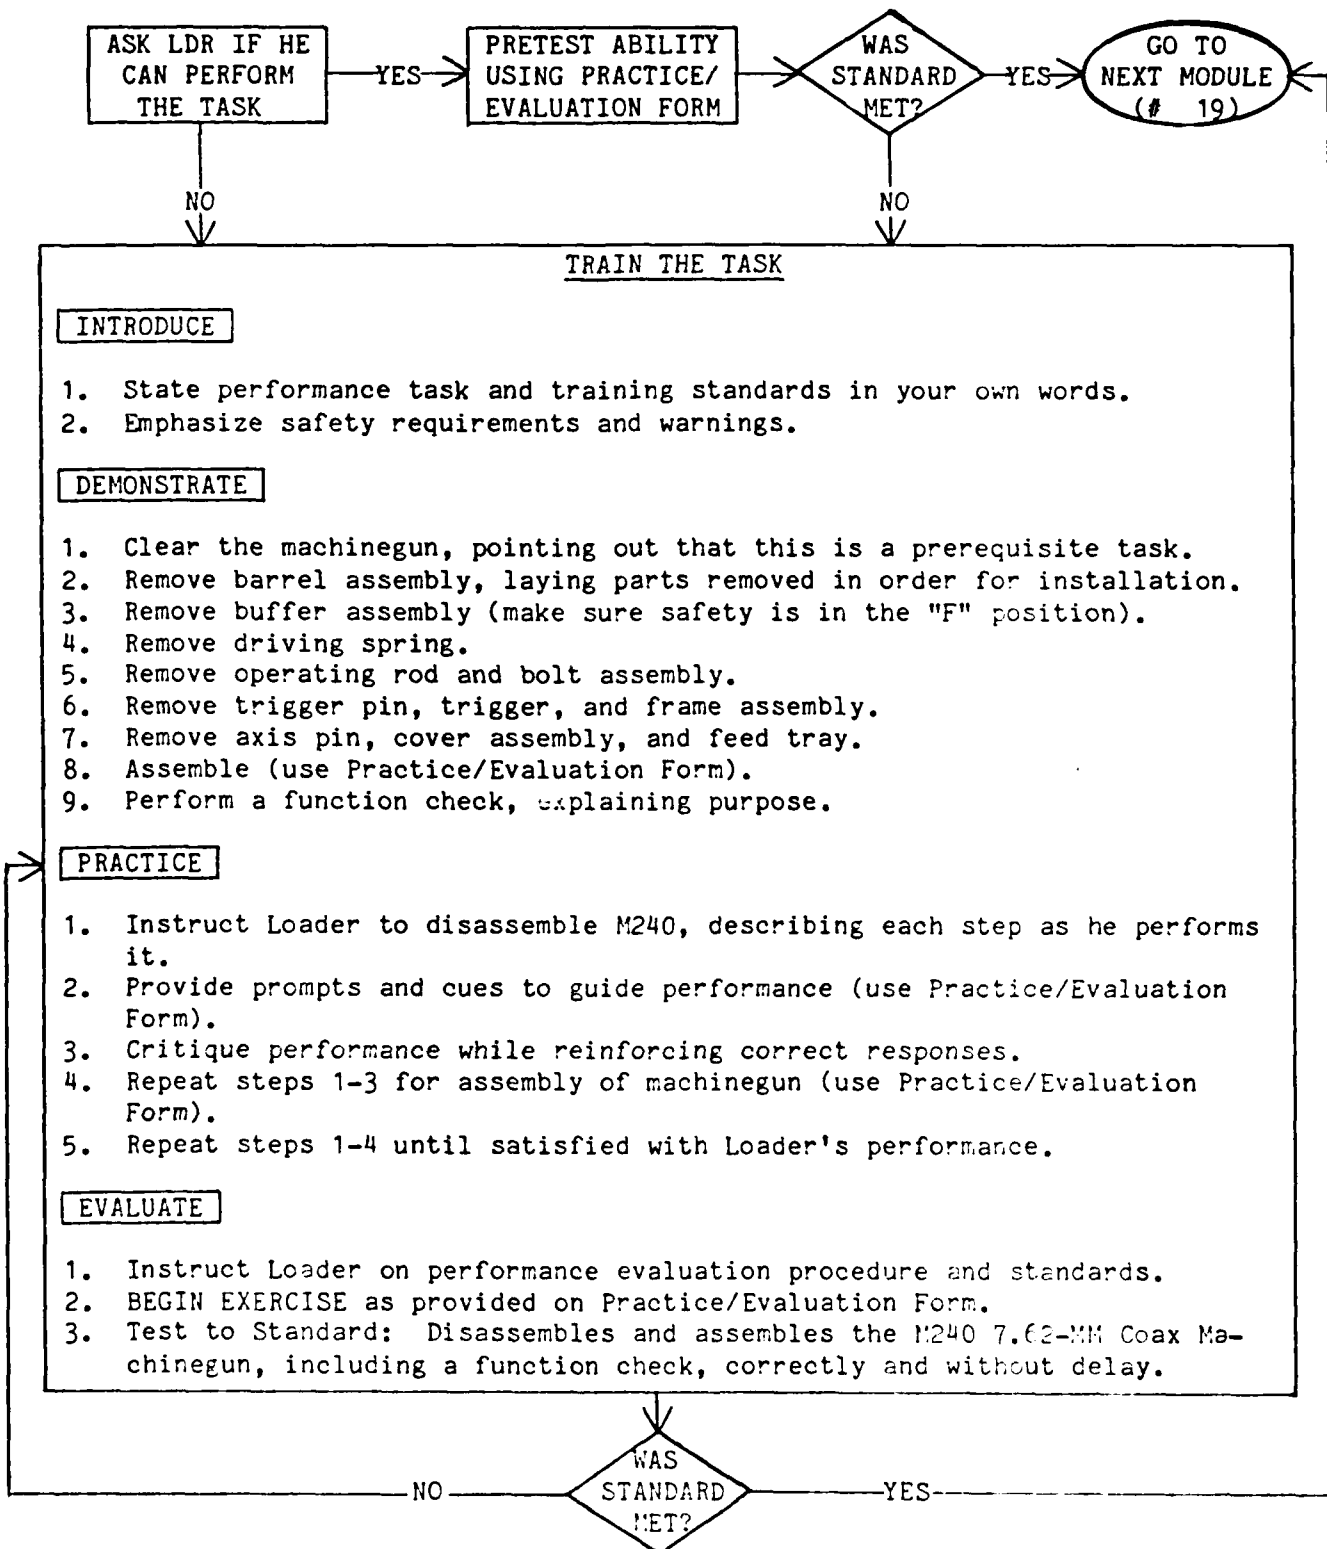 ASK LDR IF HE
CAN PERFORM
THE TASK
YES
PRETEST ABILITY
USING PRACTICE/
EVALUATION FORM
WAS
STANDARD
MET?
YES
GO TO
NEXT MODULE
(# 19)
NO
NO
TRAIN THE TASK
INTRODUCE
1. State performance task and training standards in your own words.
2. Emphasize safety requirements and warnings.
DEMONSTRATE
1. Clear the machinegun, pointing out that this is a prerequisite task.
2. Remove barrel assembly, laying parts removed in order for installation.
3. Remove buffer assembly (make sure safety is in the "F" position).
4. Remove driving spring.
5. Remove operating rod and bolt assembly.
6. Remove trigger pin, trigger, and frame assembly.
7. Remove axis pin, cover assembly, and feed tray.
8. Assemble (use Practice/Evaluation Form).
9. Perform a function check, explaining purpose.
PRACTICE
1. Instruct Loader to disassemble M240, describing each step as he performs
it.
2. Provide prompts and cues to guide performance (use Practice/Evaluation
Form).
3. Critique performance while reinforcing correct responses.
4. Repeat steps 1-3 for assembly of machinegun (use Practice/Evaluation
Form).
5. Repeat steps 1-4 until satisfied with Loader's performance.
EVALUATE
1. Instruct Loader on performance evaluation procedure and standards.
2. BEGIN EXERCISE as provided on Practice/Evaluation Form.
3. Test to Standard: Disassembles and assembles the M240 7.62-MM Coax Ma-
chinegun, including a function check, correctly and without delay.
WAS
STANDARD
MET?
NO
YES